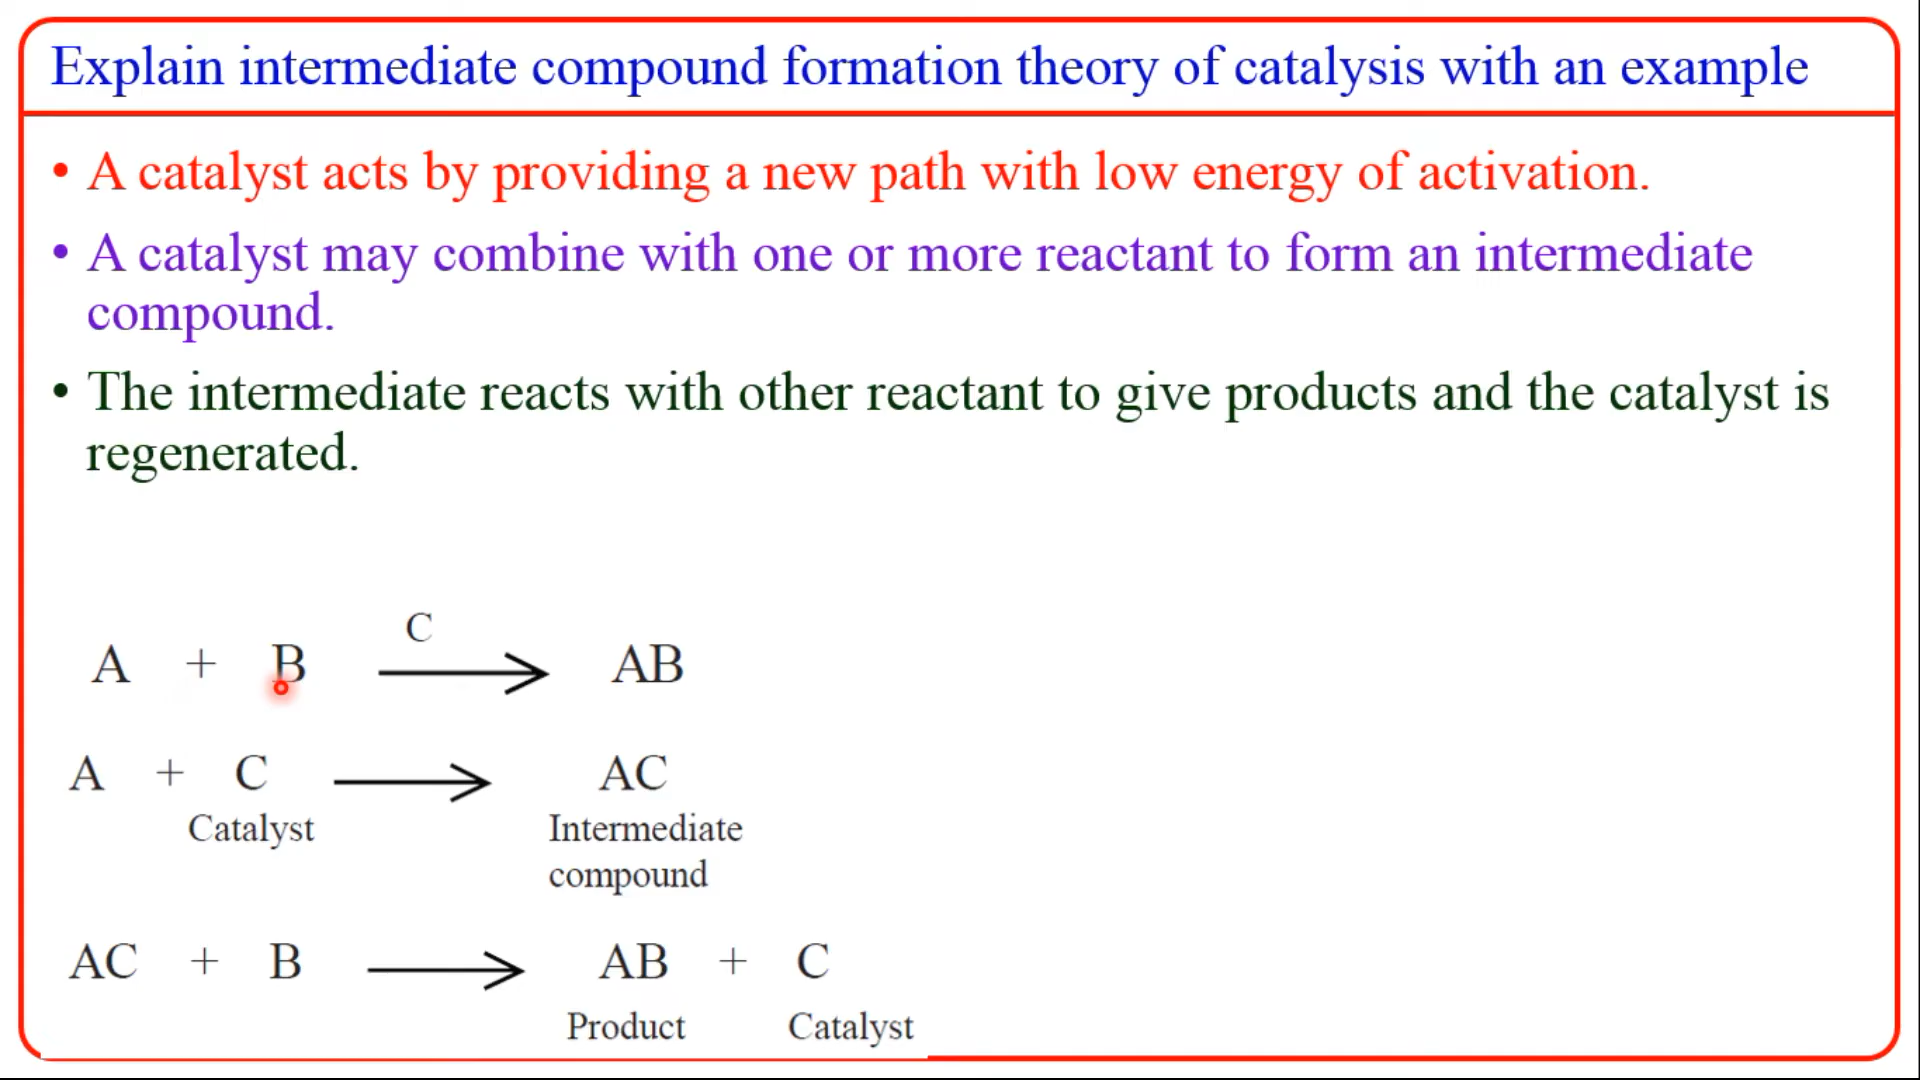 Explain intermediate compound formation theory of catalysis with an example
• A catalyst acts by providing a new path with low energy of activation.
• A catalyst may combine with one or more reactant to form an intermediate
compound.
• The intermediate reacts with other reactant to give products and the catalyst is
regenerated.
C
A + B ⟶ AB
A + C ⟶ AC
Catalyst Intermediate
compound
AC + B ⟶ AB + C
Product Catalyst